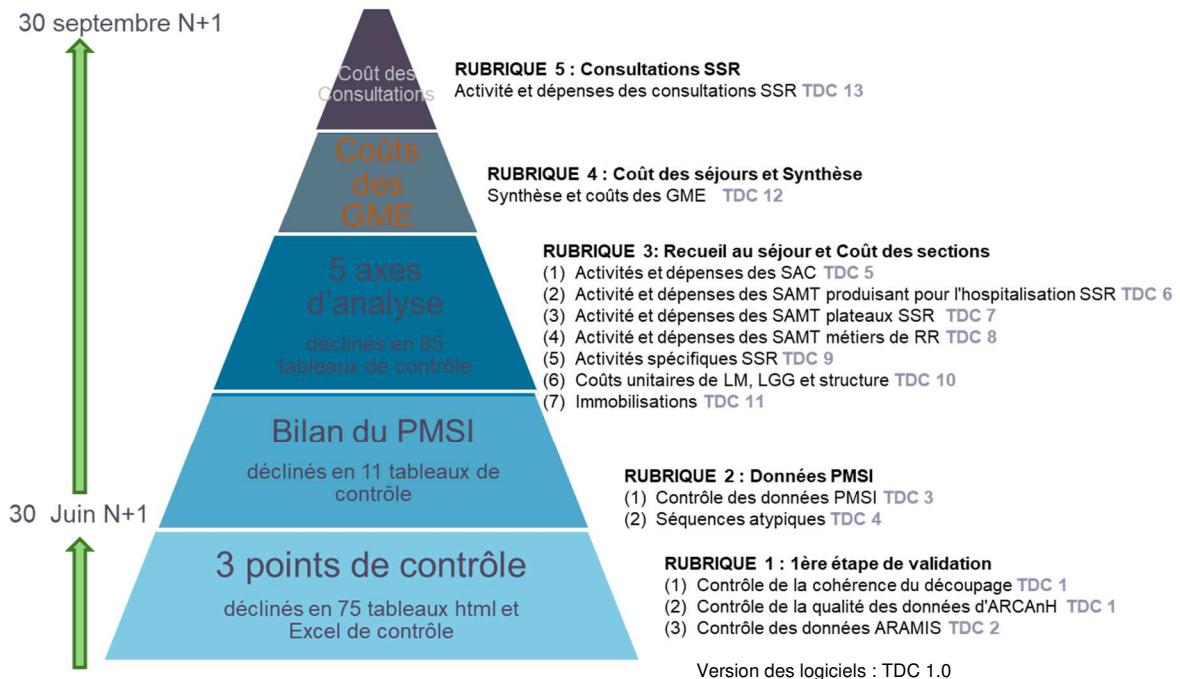 30 septembre N+1
Coût des
Consultations
RUBRIQUE 5 : Consultations SSR
Activité et dépenses des consultations SSR TDC 13
Coûts
des
GME
RUBRIQUE 4 : Coût des séjours et Synthèse
Synthèse et coûts des GME TDC 12
5 axes
d'analyse
déclinés en 85
tableaux de contrôle
RUBRIQUE 3: Recueil au séjour et Coût des sections
(1) Activités et dépenses des SAC TDC 5
(2) Activité et dépenses des SAMT produisant pour l'hospitalisation SSR TDC 6
(3) Activité et dépenses des SAMT plateaux SSR TDC 7
(4) Activité et dépenses des SAMT métiers de RR TDC 8
(5) Activités spécifiques SSR TDC 9
(6) Coûts unitaires de LM, LGG et structure TDC 10
(7) Immobilisations TDC 11
Bilan du PMSI
déclinés en 11 tableaux de
contrôle
RUBRIQUE 2 : Données PMSI
(1) Contrôle des données PMSI TDC 3
(2) Séquences atypiques TDC 4
30 Juin N+1
3 points de contrôle
déclinés en 75 tableaux html et
Excel de contrôle
RUBRIQUE 1 : 1ère étape de validation
(1) Contrôle de la cohérence du découpage TDC 1
(2) Contrôle de la qualité des données d'ARCAnH TDC 1
(3) Contrôle des données ARAMIS TDC 2
Version des logiciels : TDC 1.0